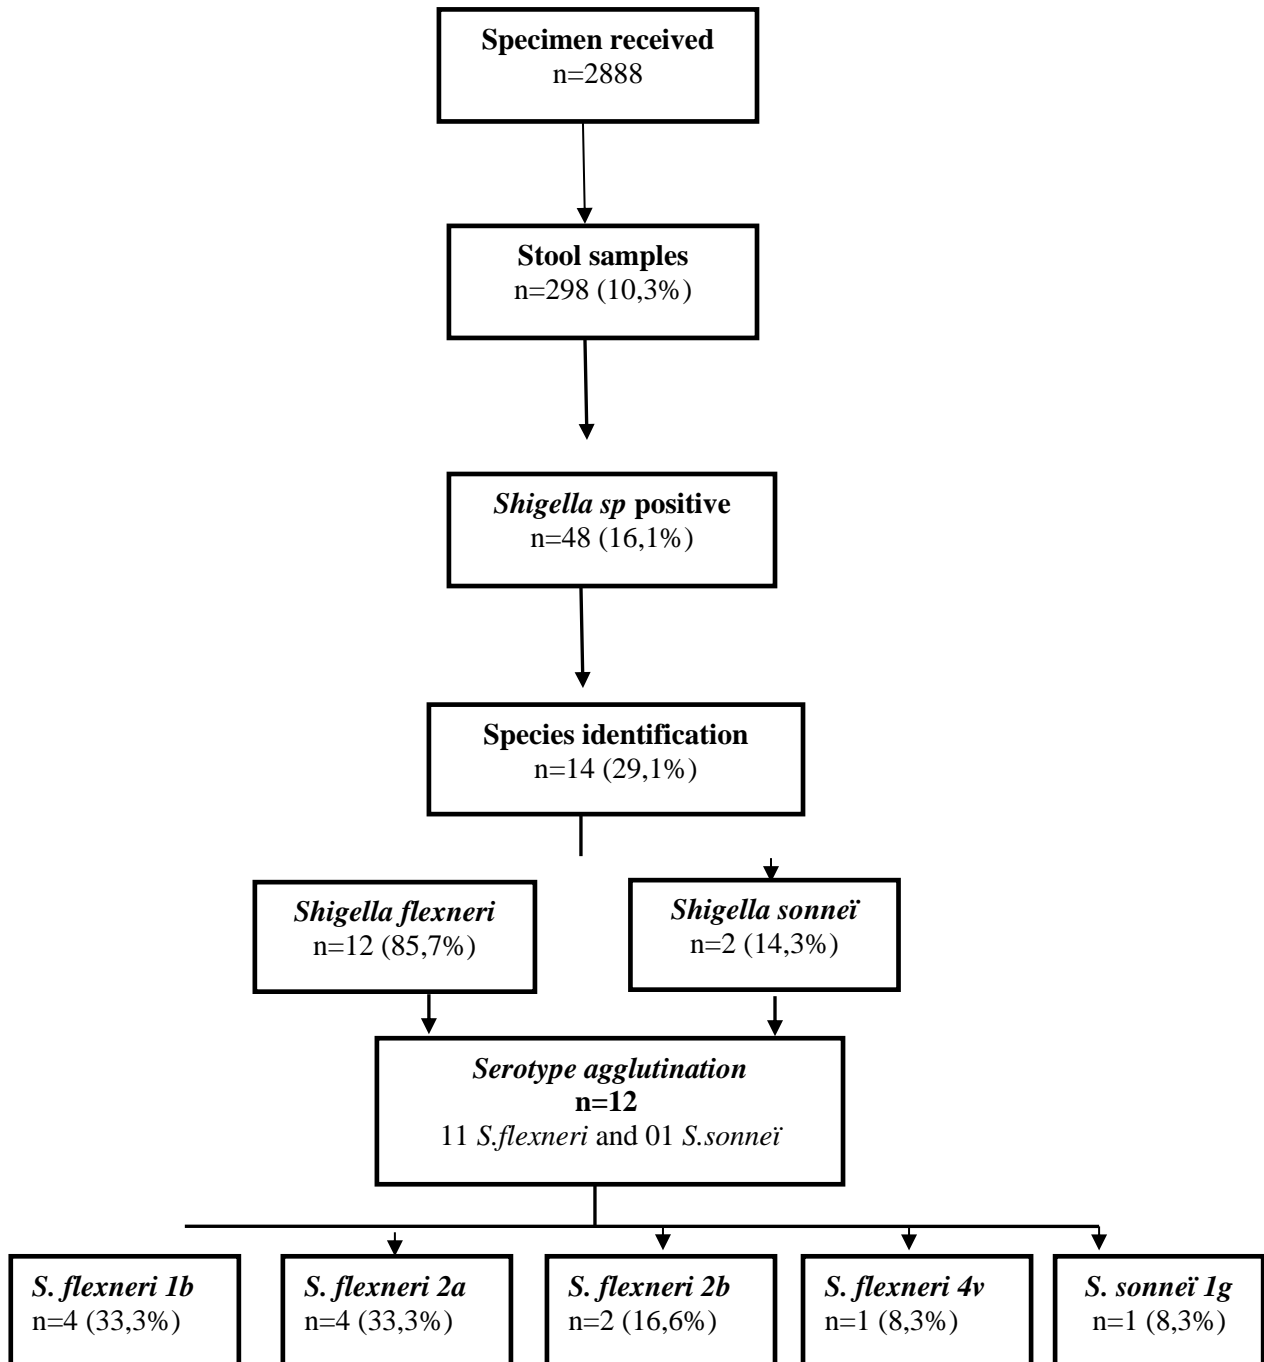 Specimen received
n=2888
Stool samples
n=298 (10,3%)
Shigella sp positive
n=48 (16,1%)
Species identification
n=14 (29,1%)
Shigella flexneri
n=12 (85,7%)
Shigella sonneï
n=2 (14,3%)
Serotype agglutination
n=12
11 S.flexneri and 01 S.sonneï
S. flexneri 1b
n=4 (33,3%)
S. flexneri 2a
n=4 (33,3%)
S. flexneri 2b
n=2 (16,6%)
S. flexneri 4v
n=1 (8,3%)
S. sonneï 1g
n=1 (8,3%)